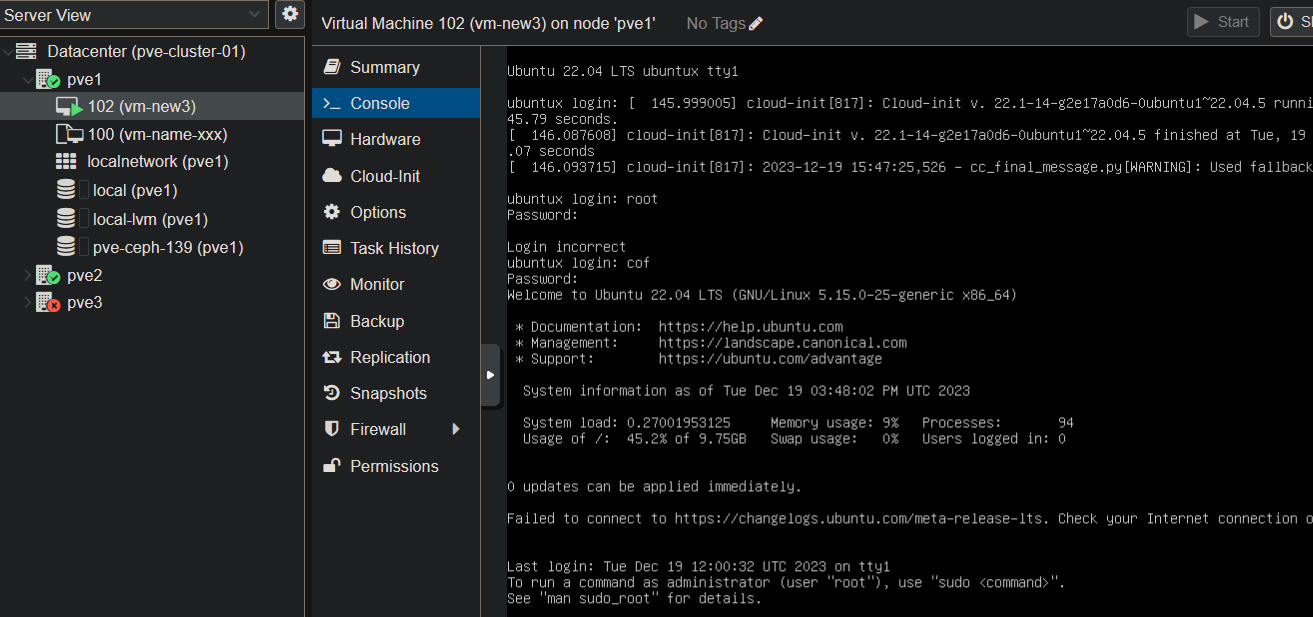 Server View
Virtual Machine 102 (vm-new3) on node 'pve1'
No Tags
Start
Datacenter (pve-cluster-01)
pve1
102 (vm-new3)
100 (vm-name-xxx)
localnetwork (pve1)
local (pve1)
local-lvm (pve1)
pve-ceph-139 (pve1)
pve2
pve3
Summary
Console
Hardware
Cloud-Init
Options
Task History
Monitor
Backup
Replication
Snapshots
Firewall
Permissions
Ubuntu 22.04 LTS ubuntux tty1
ubuntux login: [  145.999005] cloud-init[817]: Cloud-init v. 22.1-14-g2e17a0d6-0ubuntu1~22.04.5 runni
45.79 seconds.
[  146.087608] cloud-init[817]: Cloud-init v. 22.1-14-g2e17a0d6-0ubuntu1~22.04.5 finished at Tue, 19
.07 seconds
[  146.093715] cloud-init[817]: 2023-12-19 15:47:25,526 - cc_final_message.py[WARNING]: Used fallback
ubuntux login: root
Password:
Login incorrect
ubuntux login: cof
Password:
Welcome to Ubuntu 22.04 LTS (GNU/Linux 5.15.0-25-generic x86_64)
* Documentation:  https://help.ubuntu.com
* Management:     https://landscape.canonical.com
* Support:        https://ubuntu.com/advantage
System information as of Tue Dec 19 03:48:02 PM UTC 2023
System load: 0.27001953125     Memory usage: 9%   Processes:       94
Usage of /:  45.2% of 9.75GB   Swap usage:   0%   Users logged in: 0
0 updates can be applied immediately.
Failed to connect to https://changelogs.ubuntu.com/meta-release-lts. Check your Internet connection o
Last login: Tue Dec 19 12:00:32 UTC 2023 on tty1
To run a command as administrator (user "root"), use "sudo <command>".
See "man sudo_root" for details.